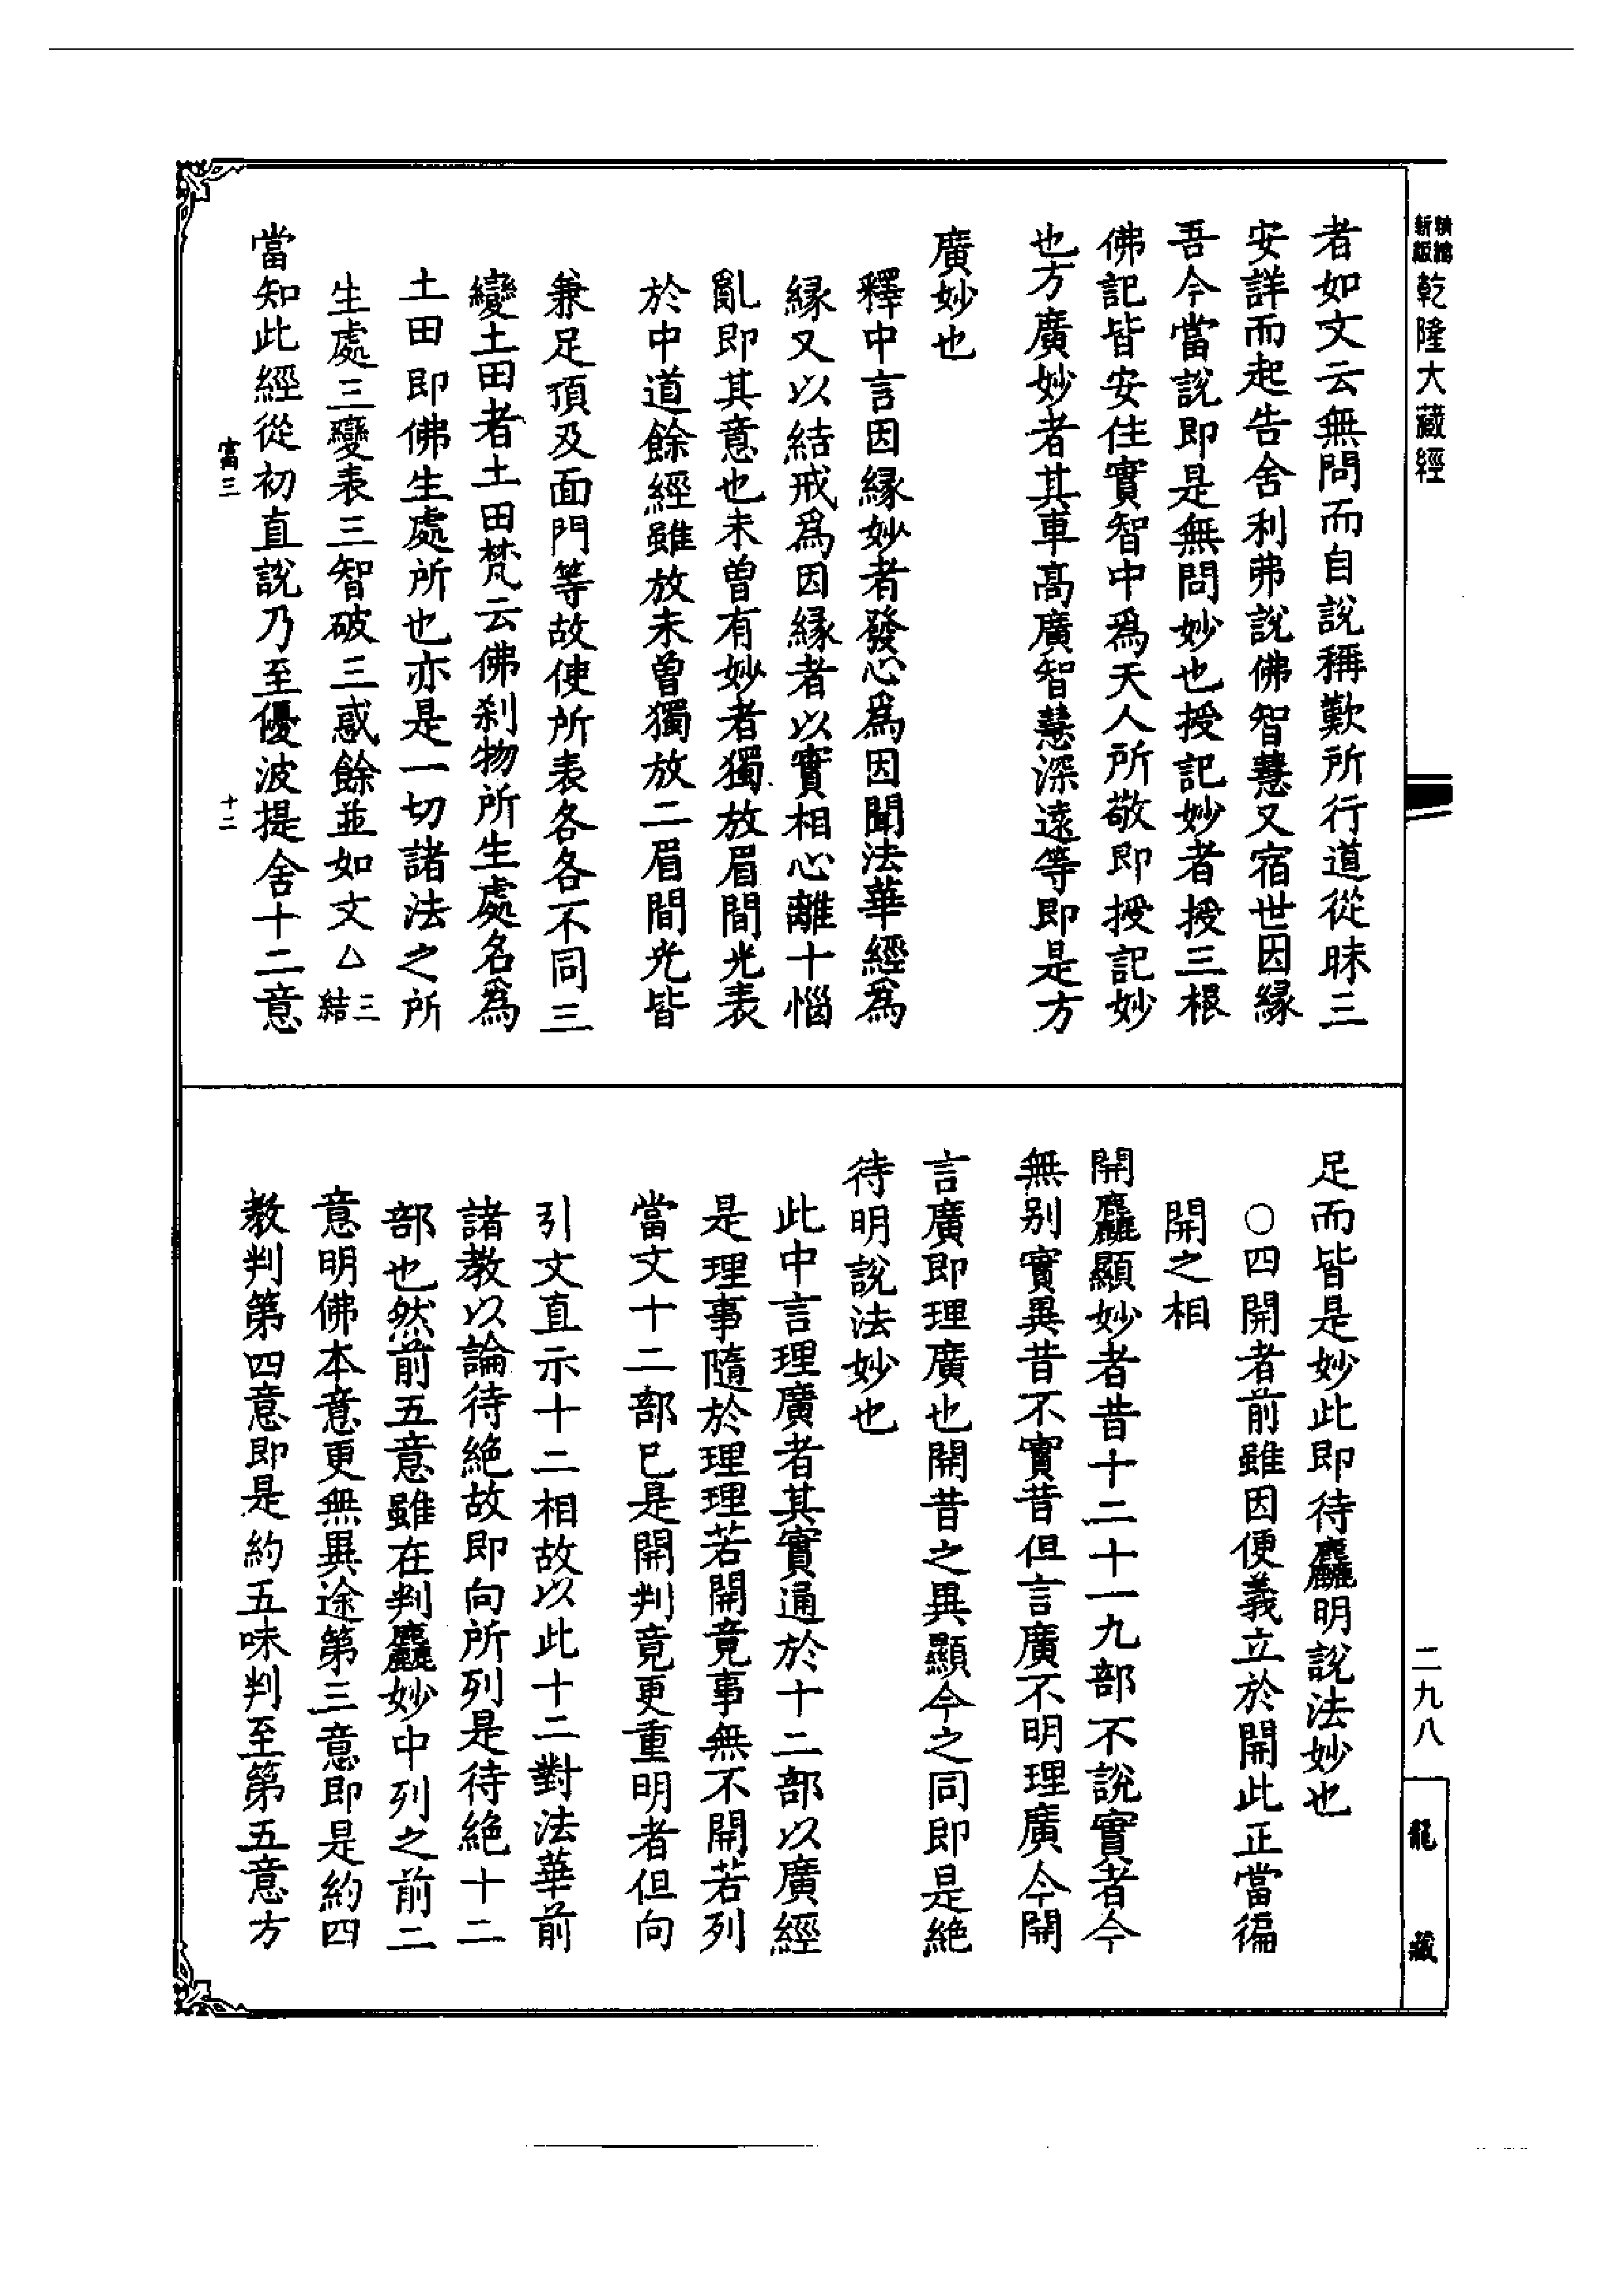 新版 精縮 乾隆大藏經
者如文云無問而自說稱歎所行道從昧三
安詳而起告舍利弗說佛智慧又宿世因緣
吾今當說即是無問妙也授記妙者授三根
佛記皆安住實智中爲天人所敬即授記妙
也方廣妙者其車高廣智慧深遠等即是方
廣妙也
釋中言因緣妙者發心爲因聞法華經爲
緣又以結戒爲因緣者以實相心離十惱
亂即其意也未曾有妙者獨放眉間光表
於中道餘經雖放未曾獨放二眉間光皆
兼足頂及面門等故使所表各各不同三
變土田者土田梵云佛刹物所生處名爲
土田即佛生處所也亦是一切諸法之所
生處三變表三智破三惑餘並如文△三結
當知此經從初直說乃至優波提舍十二意
富三 十二
足而皆是妙此即待麤明說法妙也
○四開者前雖因便義立於開此正當徧
開之相
開麤顯妙者昔十二十一九部不說實者今
無別實異昔不實昔但言廣不明理廣今開
言廣即理廣也開昔之異顯今之同即是絕
待明說法妙也
此中言理廣者其實通於十二部以廣經
是理事隨於理理若開竟事無不開若列
當文十二部已是開判竟更重明者但向
引文直示十二相故以此十二對法華前
諸教以論待絕故即向所列是待絕十二
部也然前五意雖在判麤妙中列之前二
意明佛本意更無異途第三意即是約四
教判第四意即是約五味判至第五意方
二九八
龍藏